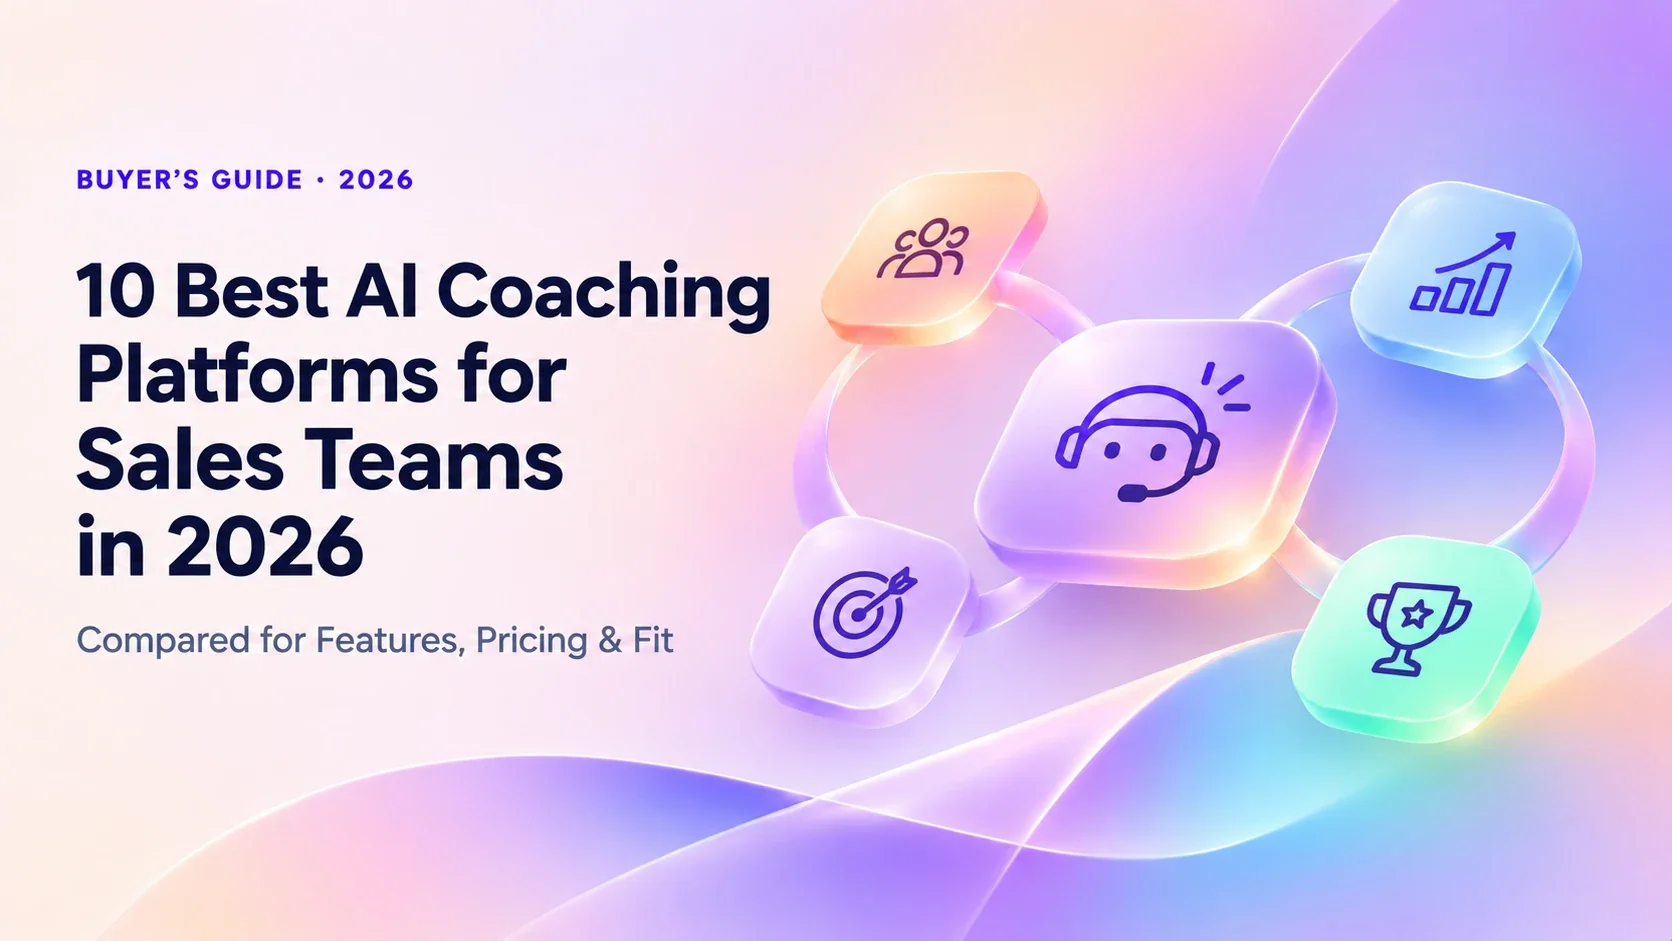 BUYER’S GUIDE · 2026
10 Best AI Coaching
Platforms for
Sales Teams
in 2026
Compared for Features, Pricing & Fit